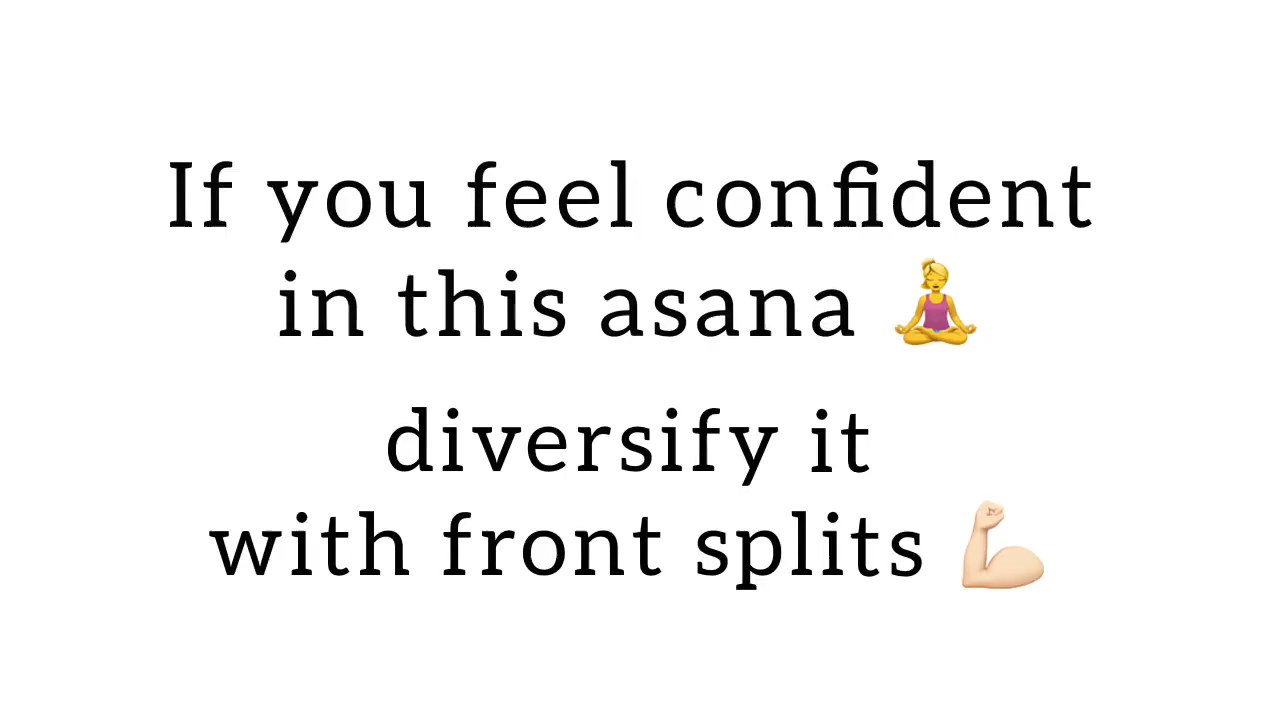 If you feel confident
in this asana 🧘‍♀️
diversify it
with front splits 💪🏻